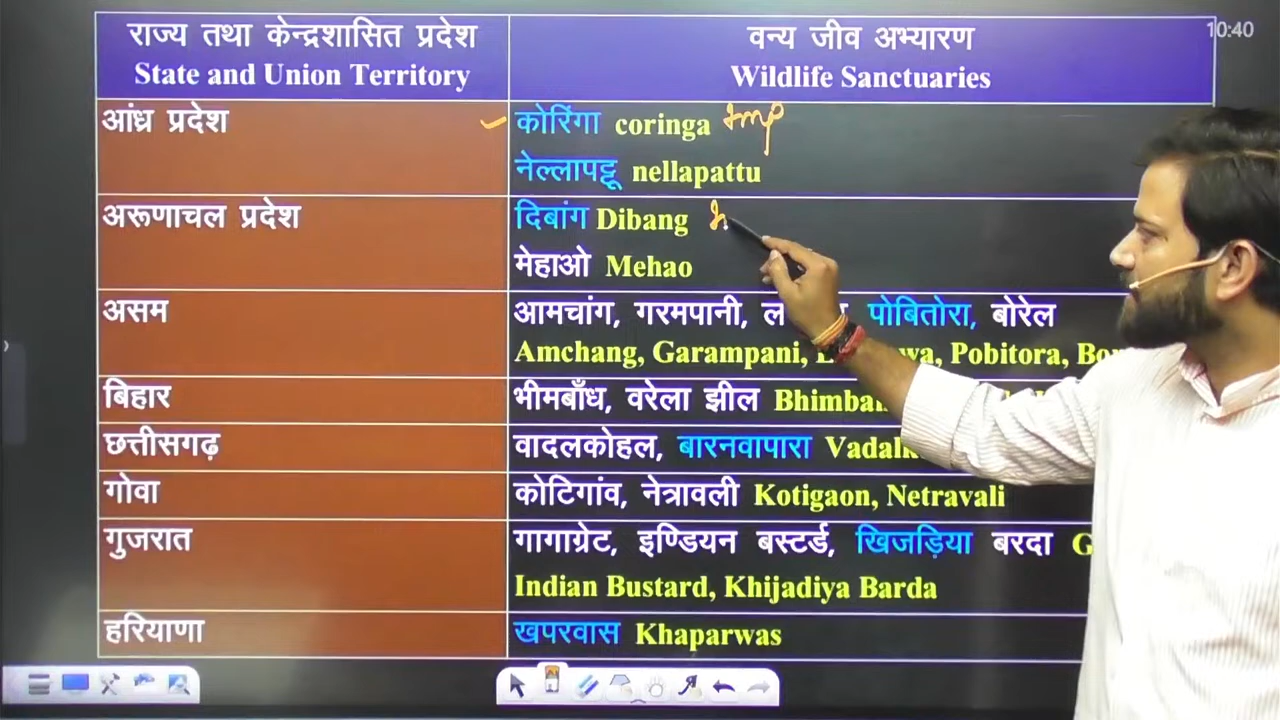 10:40
राज्य तथा केन्द्रशासित प्रदेश
State and Union Territory
वन्य जीव अभ्यारण
Wildlife Sanctuaries
आंध्र प्रदेश
कोरिंगा coringa Imp
नेल्लापट्टू nellapattu
अरूणाचल प्रदेश
दिबांग Dibang
मेहाओ Mehao
असम
आमचांग, गरमपानी, पोबितोरा, बोरेल
Amchang, Garampani, Pobitora,
बिहार
भीमबाँध, वरेला झील
छत्तीसगढ़
वादलकोहल, बारनवापारा
गोवा
कोटिगांव, नेत्रावली Kotigaon, Netravali
गुजरात
गागाग्रेट, इण्डियन बस्टर्ड, खिजड़िया बरदा
Indian Bustard, Khijadiya Barda
हरियाणा
खपरवास Khaparwas